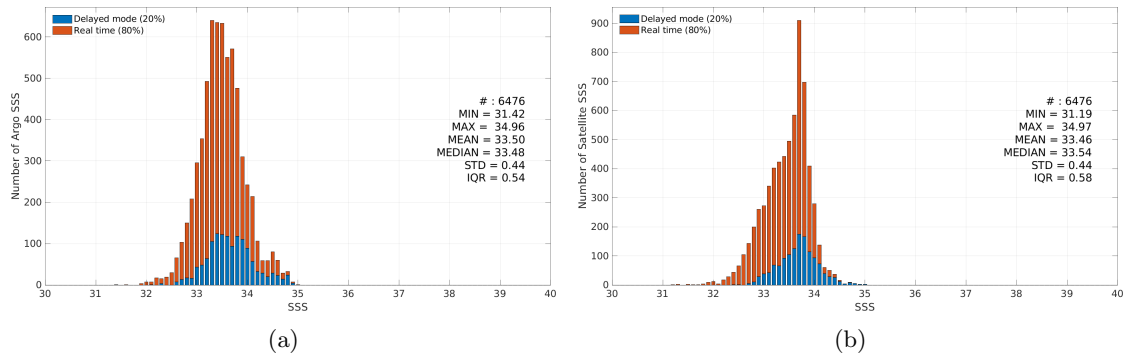 Delayed mode (20%)
Real time (80%)
Number of Argo SSS
600
500
400
300
200
100
0
# : 6476
MIN = 31.42
MAX = 34.96
MEAN = 33.50
MEDIAN = 33.48
STD = 0.44
IQR = 0.54
30 31 32 33 34 35 36 37 38 39 40
SSS
(a)
Delayed mode (20%)
Real time (80%)
Number of Satellite SSS
900
800
700
600
500
400
300
200
100
0
# : 6476
MIN = 31.19
MAX = 34.97
MEAN = 33.46
MEDIAN = 33.54
STD = 0.44
IQR = 0.58
30 31 32 33 34 35 36 37 38 39 40
SSS
(b)